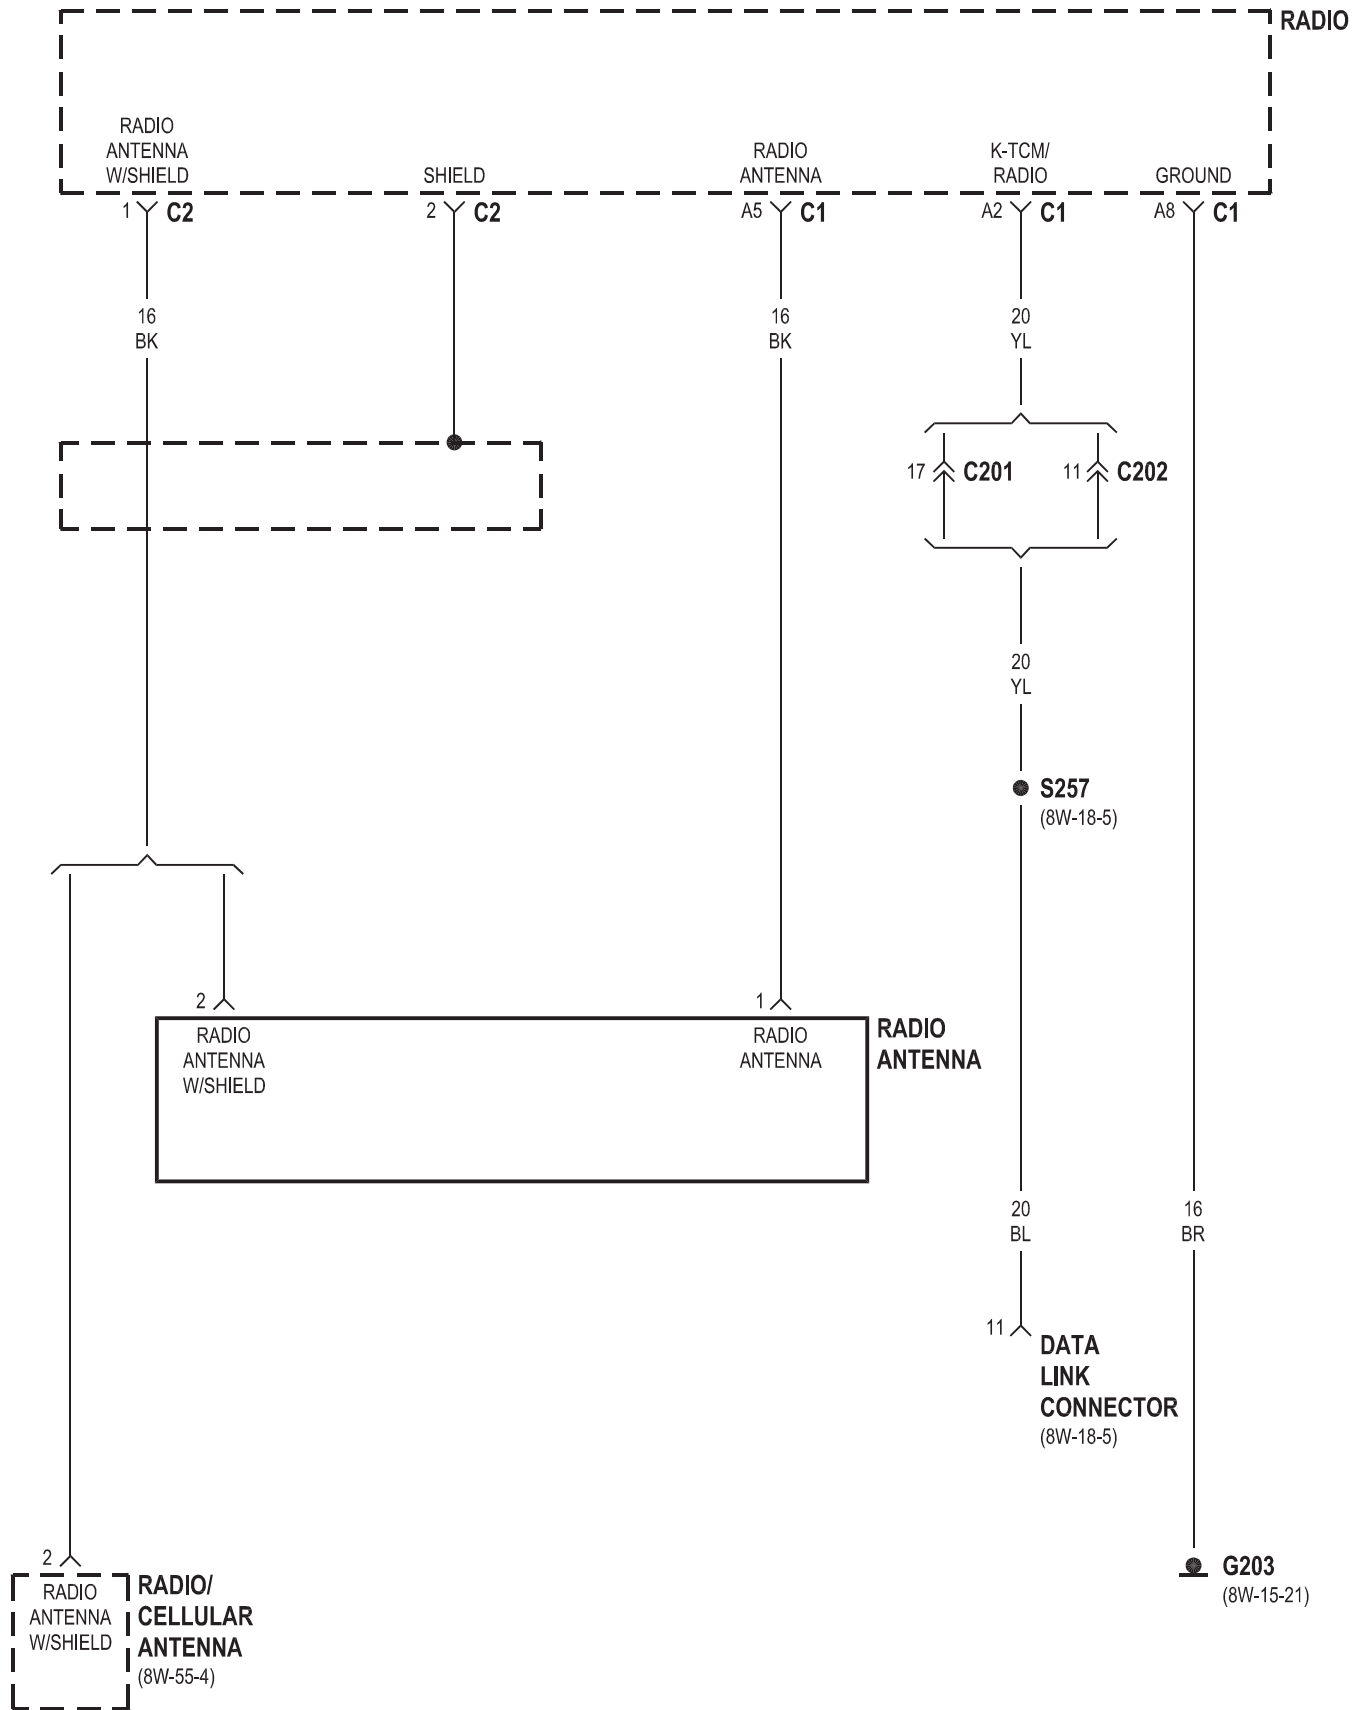 RADIO
RADIO
ANTENNA
W/SHIELD
SHIELD
RADIO
ANTENNA
K-TCM/
RADIO
GROUND
1 C2
2 C2
A5 C1
A2 C1
A8 C1
16
BK
16
BK
20
YL
17 C201
11 C202
20
YL
S257
(8W-18-5)
2
1
RADIO
ANTENNA
W/SHIELD
RADIO
ANTENNA
RADIO
ANTENNA
20
BL
16
BR
11
DATA
LINK
CONNECTOR
(8W-18-5)
2
RADIO
ANTENNA
W/SHIELD
RADIO/
CELLULAR
ANTENNA
(8W-55-4)
G203
(8W-15-21)